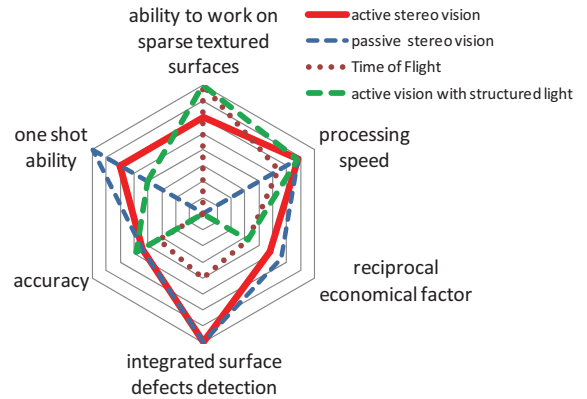 ability to work on
sparse textured
surfaces
active stereo vision
passive stereo vision
Time of Flight
active vision with structured light
one shot
ability
processing
speed
accuracy
reciprocal
economical factor
integrated surface
defects detection